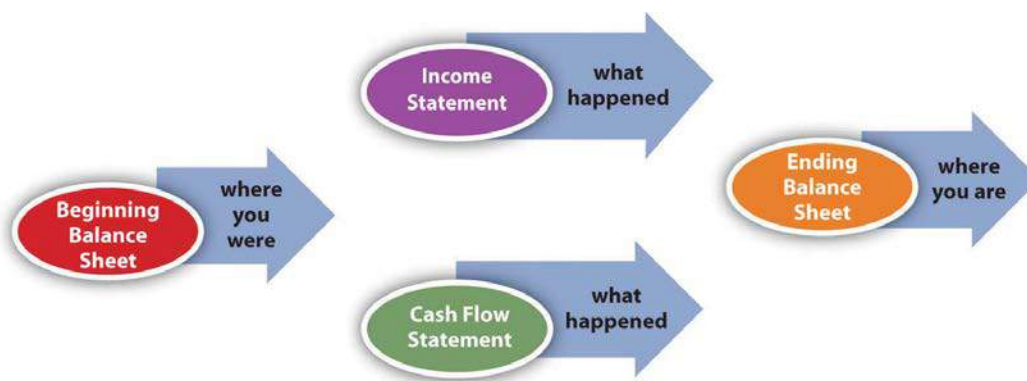 Beginning
Balance
Sheet
where
you
were
Income
Statement
what
happened
Cash Flow
Statement
what
happened
Ending
Balance
Sheet
where
you are